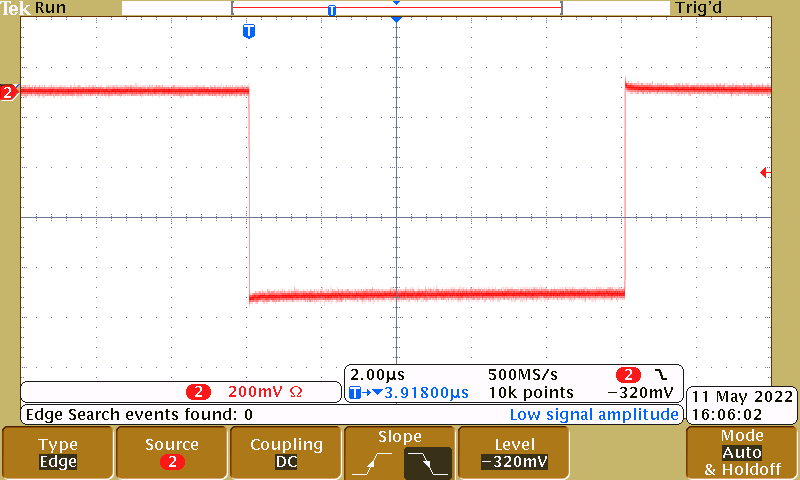 Tek Run Trig'd
T
T
2
2 200mV Ω
2.00µs 500MS/s 2
T→▼3.91800µs 10k points −320mV
Edge Search events found: 0 Low signal amplitude
11 May 2022
16:06:02
Type
Edge
Source
2
Coupling
DC
Slope
Level
−320mV
Mode
Auto
& Holdoff